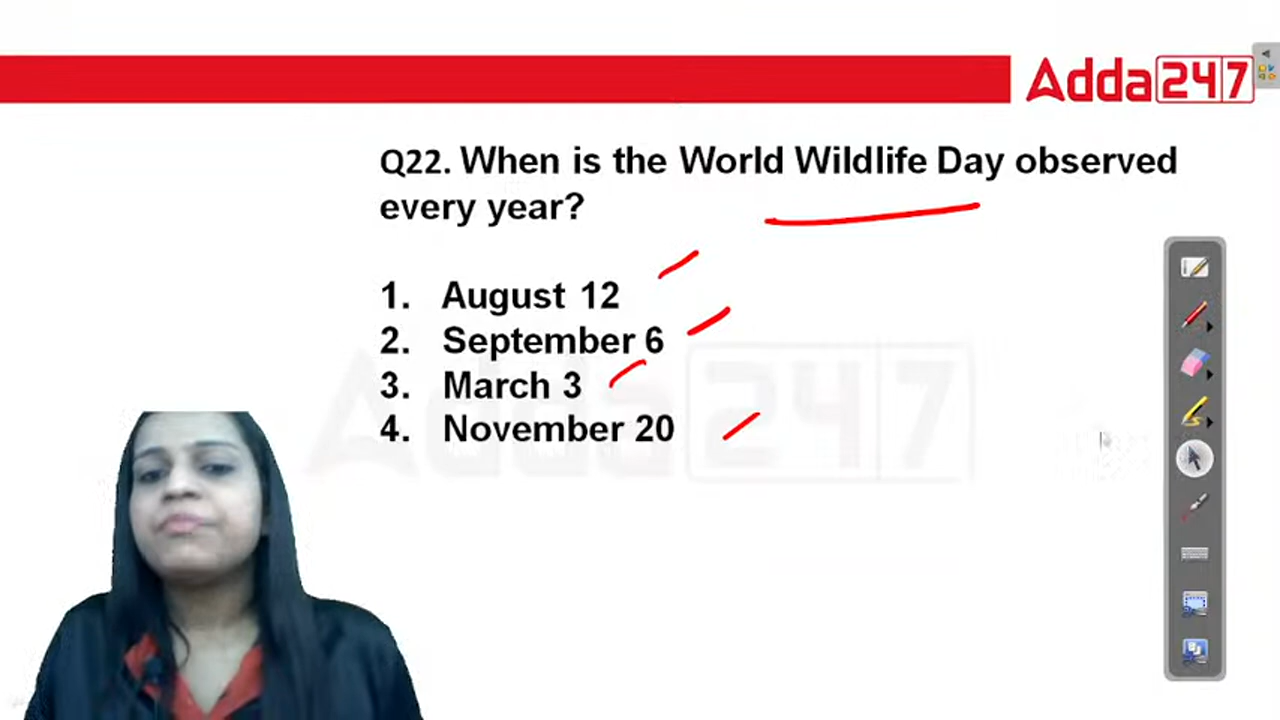 Adda247
Q22. When is the World Wildlife Day observed
every year?
1. August 12
2. September 6
3. March 3
4. November 20
Adda247